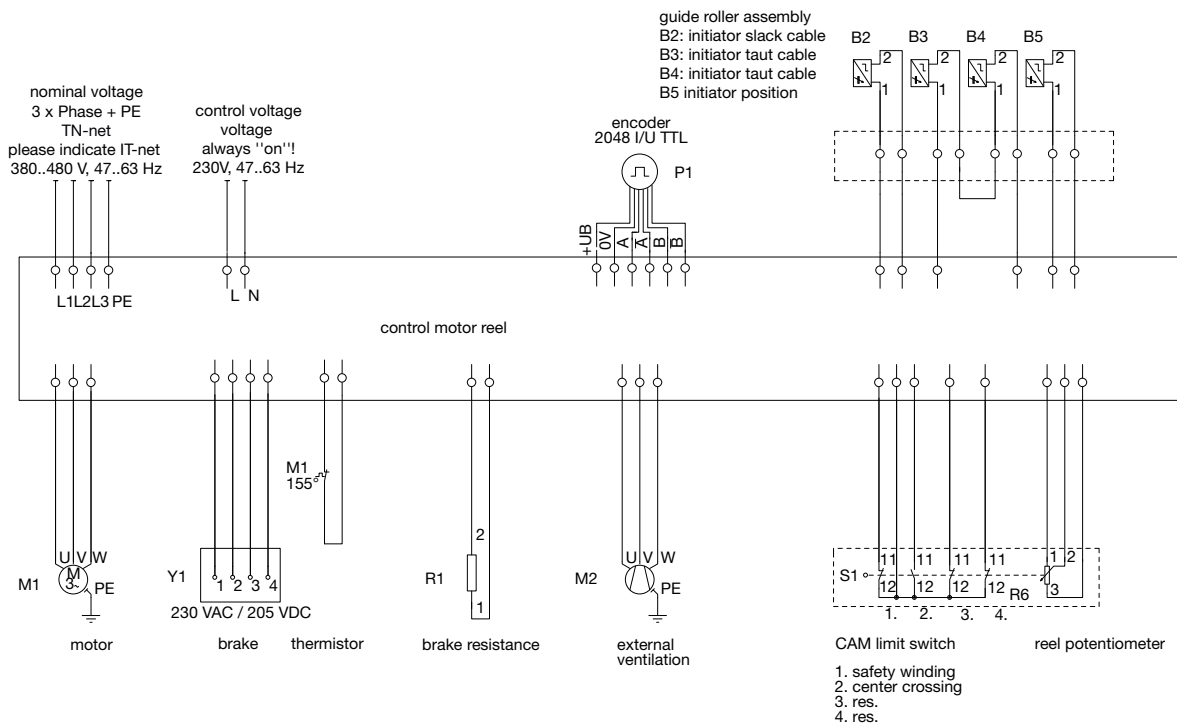 guide roller assembly
B2: initiator slack cable
B3: initiator taut cable
B4: initiator taut cable
B5 initiator position
B2 B3 B4 B5
2 2 2 2
1 1 1 1
nominal voltage
3 x Phase + PE
TN-net
please indicate IT-net
380..480 V, 47..63 Hz
control voltage
voltage
always "on"!
230V, 47..63 Hz
encoder
2048 I/U TTL
P1
+UB 0V A A̅ B B̅
L1L2L3 PE
L N
control motor reel
M1
155°
U V W
M
3~
M1
PE
motor
Y1
1 2 3 4
230 VAC / 205 VDC
brake
thermistor
2
R1
1
brake resistance
U V W
M2
PE
external
ventilation
11 11 11 11
S1
12 12 12 12
1. 2. 3. 4.
1 2
R6 3
CAM limit switch
1. safety winding
2. center crossing
3. res.
4. res.
reel potentiometer